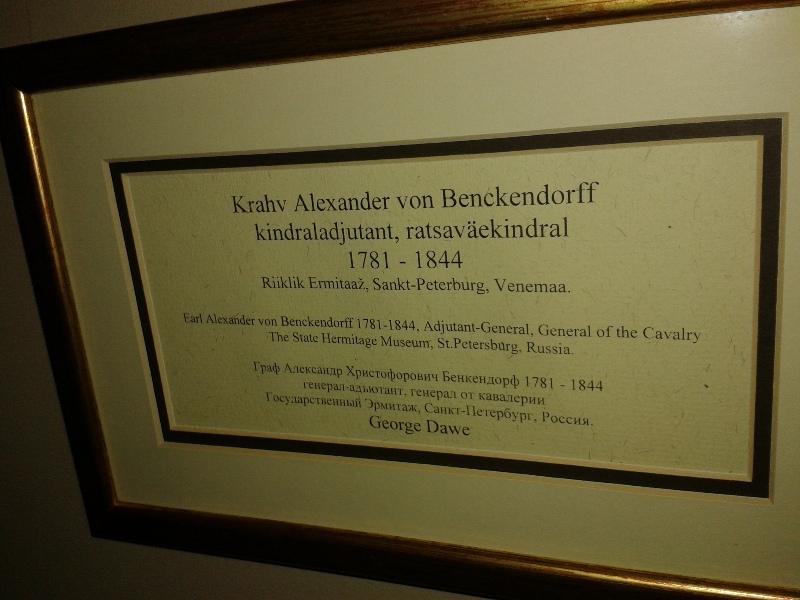 Krahv Alexander von Benckendorff
kindraladjutant, ratsaväekindral
1781 - 1844
Riiklik Ermitaaž, Sankt-Peterburg, Venemaa.
Earl Alexander von Benckendorff 1781-1844, Adjutant-General, General of the Cavalry
The State Hermitage Museum, St.Petersburg, Russia.
Граф Александр Христофорович Бенкендорф 1781 - 1844
генерал-адъютант, генерал от кавалерии
Государственный Эрмитаж, Санкт-Петербург, Россия.
George Dawe